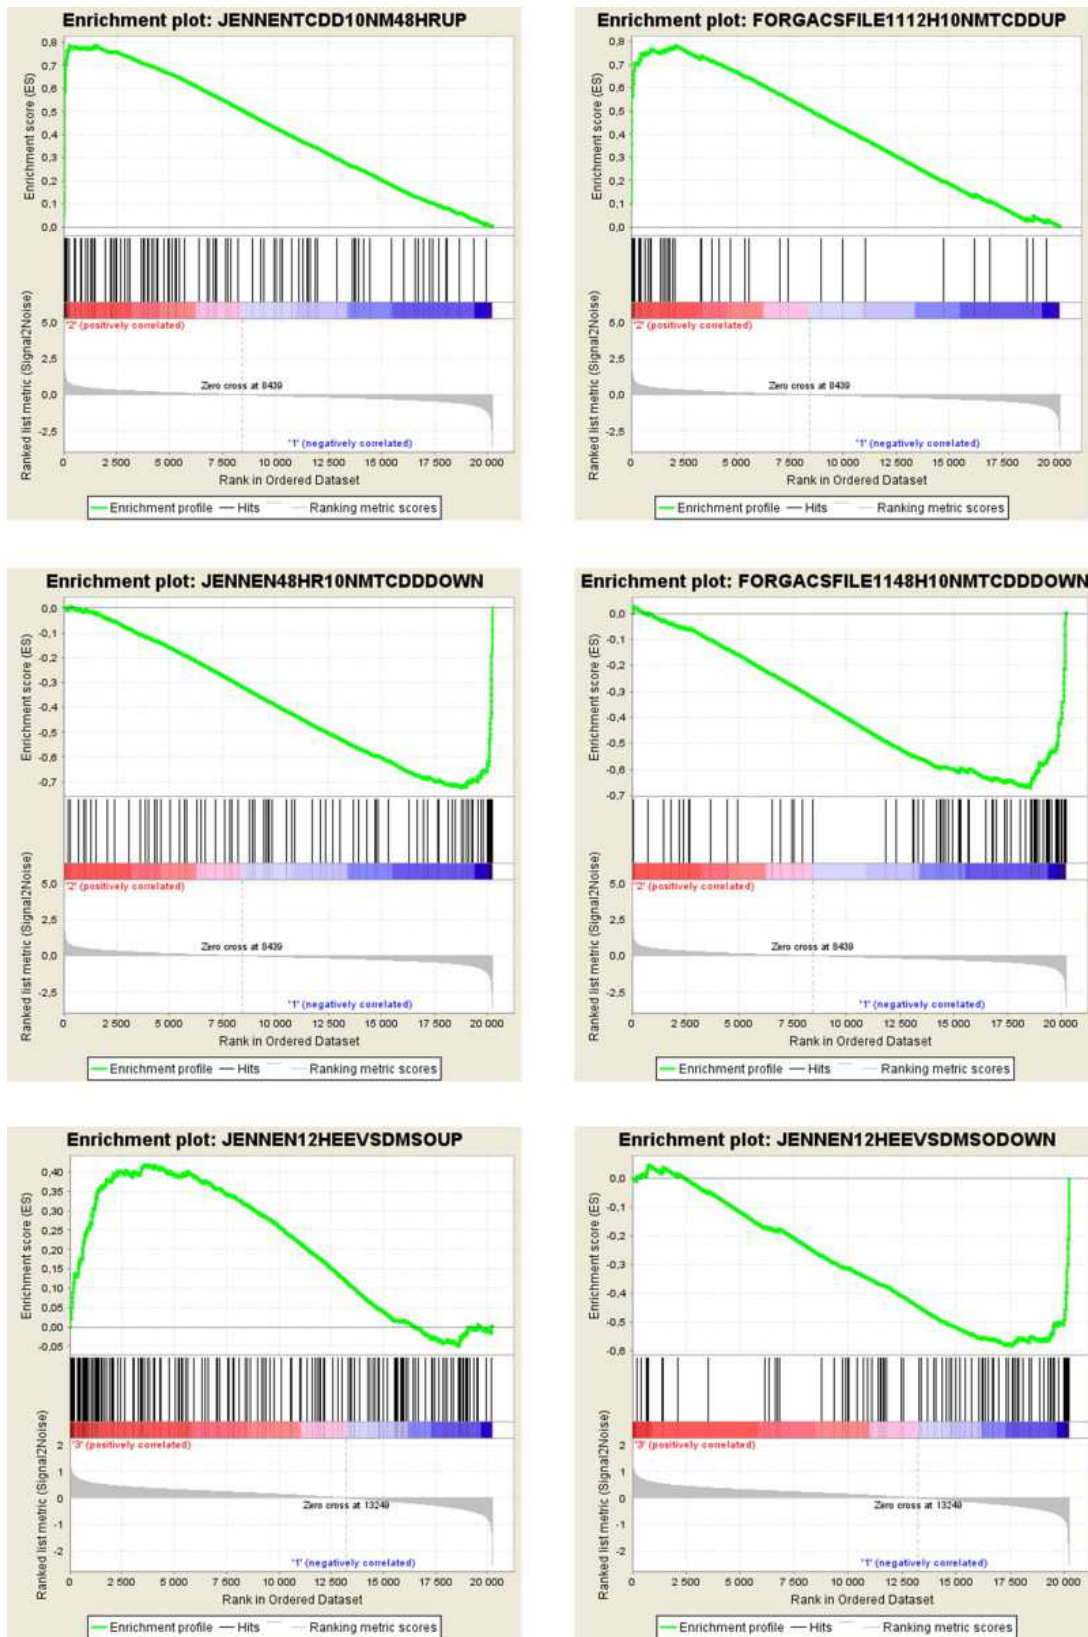 Enrichment plot: JENNENTCDD10NM48HRUP
Enrichment score (ES)
0,8
0,7
0,6
0,5
0,4
0,3
0,2
0,1
0,0
Ranked list metric (Signal2Noise)
5,0
2,5
0,0
-2,5
'2' (positively correlated)
Zero cross at 8439
'1' (negatively correlated)
0 2 500 5 000 7 500 10 000 12 500 15 000 17 500 20 000
Rank in Ordered Dataset
Enrichment profile Hits Ranking metric scores
Enrichment plot: FORGACSFILE1112H10NMTCDDUP
Enrichment score (ES)
0,8
0,7
0,6
0,5
0,4
0,3
0,2
0,1
0,0
Ranked list metric (Signal2Noise)
5,0
2,5
0,0
-2,5
'2' (positively correlated)
Zero cross at 8439
'1' (negatively correlated)
0 2 500 5 000 7 500 10 000 12 500 15 000 17 500 20 000
Rank in Ordered Dataset
Enrichment profile Hits Ranking metric scores
Enrichment plot: JENNEN48HR10NMTCDDDOWN
Enrichment score (ES)
0,0
-0,1
-0,2
-0,3
-0,4
-0,5
-0,6
-0,7
Ranked list metric (Signal2Noise)
5,0
2,5
0,0
-2,5
'2' (positively correlated)
Zero cross at 8439
'1' (negatively correlated)
0 2 500 5 000 7 500 10 000 12 500 15 000 17 500 20 000
Rank in Ordered Dataset
Enrichment profile Hits Ranking metric scores
Enrichment plot: FORGACSFILE1148H10NMTCDDDOWN
Enrichment score (ES)
0,0
-0,1
-0,2
-0,3
-0,4
-0,5
-0,6
-0,7
Ranked list metric (Signal2Noise)
5,0
2,5
0,0
-2,5
'2' (positively correlated)
Zero cross at 8439
'1' (negatively correlated)
0 2 500 5 000 7 500 10 000 12 500 15 000 17 500 20 000
Rank in Ordered Dataset
Enrichment profile Hits Ranking metric scores
Enrichment plot: JENNEN12HEEVSDMSOUP
Enrichment score (ES)
0,40
0,35
0,30
0,25
0,20
0,15
0,10
0,05
0,00
-0,05
Ranked list metric (Signal2Noise)
2
1
0
-1
-2
'3' (positively correlated)
Zero cross at 13249
'1' (negatively correlated)
0 2 500 5 000 7 500 10 000 12 500 15 000 17 500 20 000
Rank in Ordered Dataset
Enrichment profile Hits Ranking metric scores
Enrichment plot: JENNEN12HEEVSDMSODOWN
Enrichment score (ES)
0,0
-0,1
-0,2
-0,3
-0,4
-0,5
-0,6
Ranked list metric (Signal2Noise)
2
1
0
-1
-2
'3' (positively correlated)
Zero cross at 13249
'1' (negatively correlated)
0 2 500 5 000 7 500 10 000 12 500 15 000 17 500 20 000
Rank in Ordered Dataset
Enrichment profile Hits Ranking metric scores